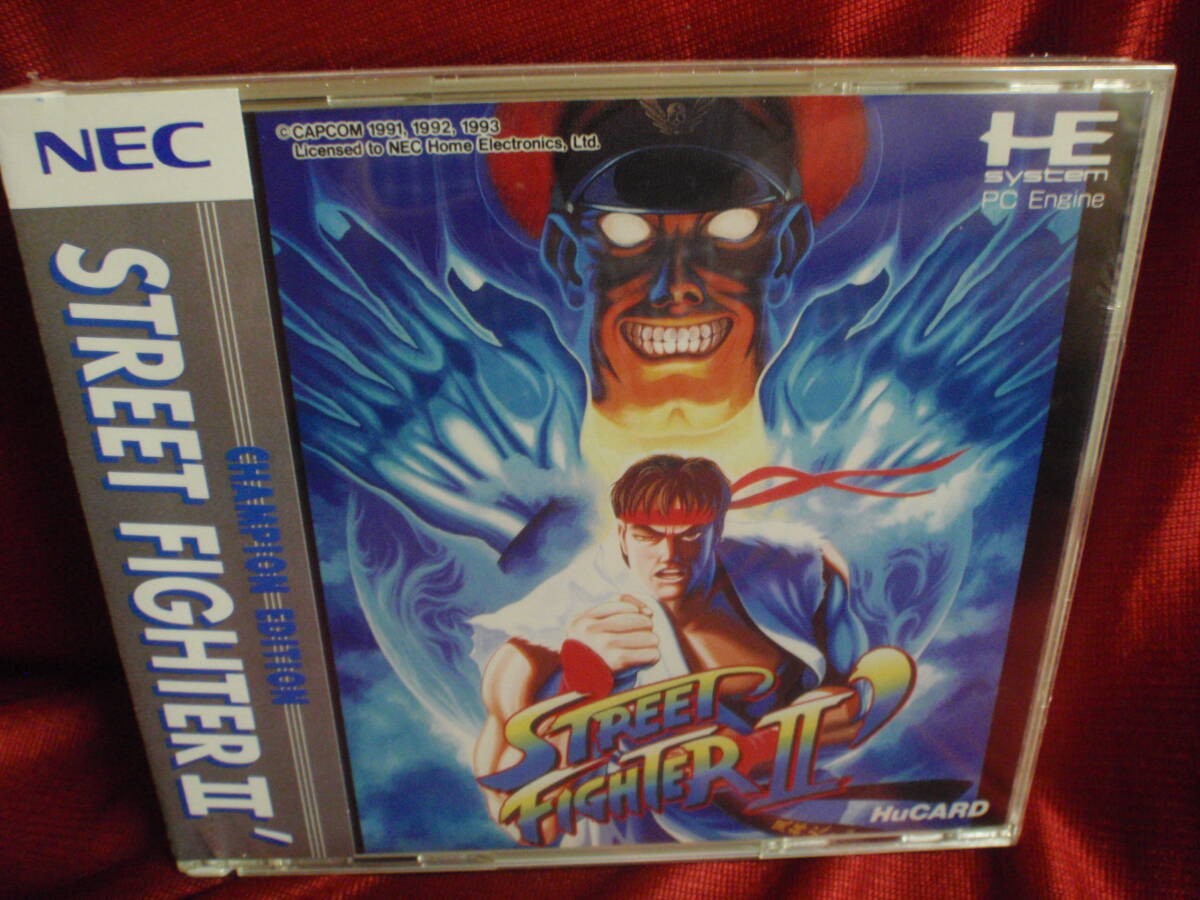 NEC
STREET FIGHTER II'
CHAMPION EDITION
©CAPCOM 1991, 1992, 1993
Licensed to NEC Home Electronics, Ltd.
HE
system
PC Engine
STREET
FIGHTER II'
HuCARD